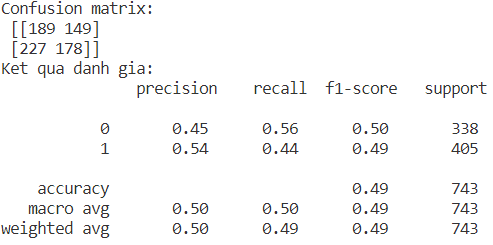 Confusion matrix:
[[189 149]
[227 178]]
Ket qua danh gia:
precision recall f1-score support
0 0.45 0.56 0.50 338
1 0.54 0.44 0.49 405
accuracy 0.49 743
macro avg 0.50 0.50 0.49 743
weighted avg 0.50 0.49 0.49 743